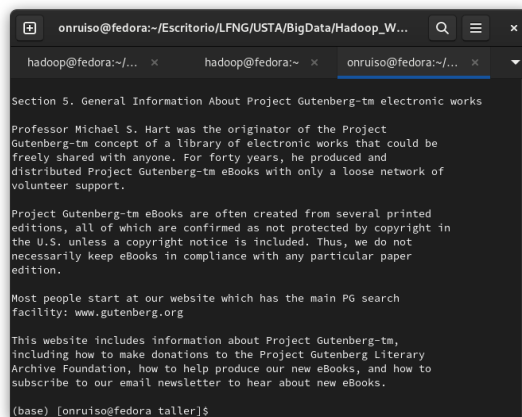 onruiso@fedora:~/Escritorio/LFNG/USTA/BigData/Hadoop_W...
hadoop@fedora:~/... × hadoop@fedora:~ × onruiso@fedora:~/... ×
Section 5. General Information About Project Gutenberg-tm electronic works
Professor Michael S. Hart was the originator of the Project
Gutenberg-tm concept of a library of electronic works that could be
freely shared with anyone. For forty years, he produced and
distributed Project Gutenberg-tm eBooks with only a loose network of
volunteer support.
Project Gutenberg-tm eBooks are often created from several printed
editions, all of which are confirmed as not protected by copyright in
the U.S. unless a copyright notice is included. Thus, we do not
necessarily keep eBooks in compliance with any particular paper
edition.
Most people start at our website which has the main PG search
facility: www.gutenberg.org
This website includes information about Project Gutenberg-tm,
including how to make donations to the Project Gutenberg Literary
Archive Foundation, how to help produce our new eBooks, and how to
subscribe to our email newsletter to hear about new eBooks.
(base) [onruiso@fedora taller]$